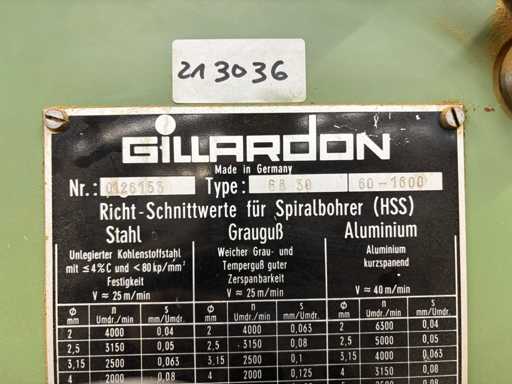 213036
GILLARDON
Made in Germany
Nr.: 0126153 Type: GB 30 60-1600
Richt-Schnittwerte für Spiralbohrer (HSS)
Stahl Grauguß Aluminium
Unlegierter Kohlenstoffstahl Weicher Grau- und Aluminium
mit ≤4%C und <80kp/mm² Temperguß guter kurzspanend
Festigkeit Zerspanbarkeit
V ≈ 25 m/min V ≈ 25 m/min V ≈ 40 m/min
ø n s ø n s ø n s
mm Umdr./min mm/Umdr. mm Umdr./min mm/Umdr. mm Umdr./min mm/Umdr.
2 4000 0,04 2 4000 0,063 2 6300 0,04
2,5 3150 0,05 2,5 3150 0,08 2,5 5000 0,05
3,15 2500 0,063 3,15 2500 0,1 3,15 4000 0,063
4 2000 0,08 4 2000 0,125 4 0,08